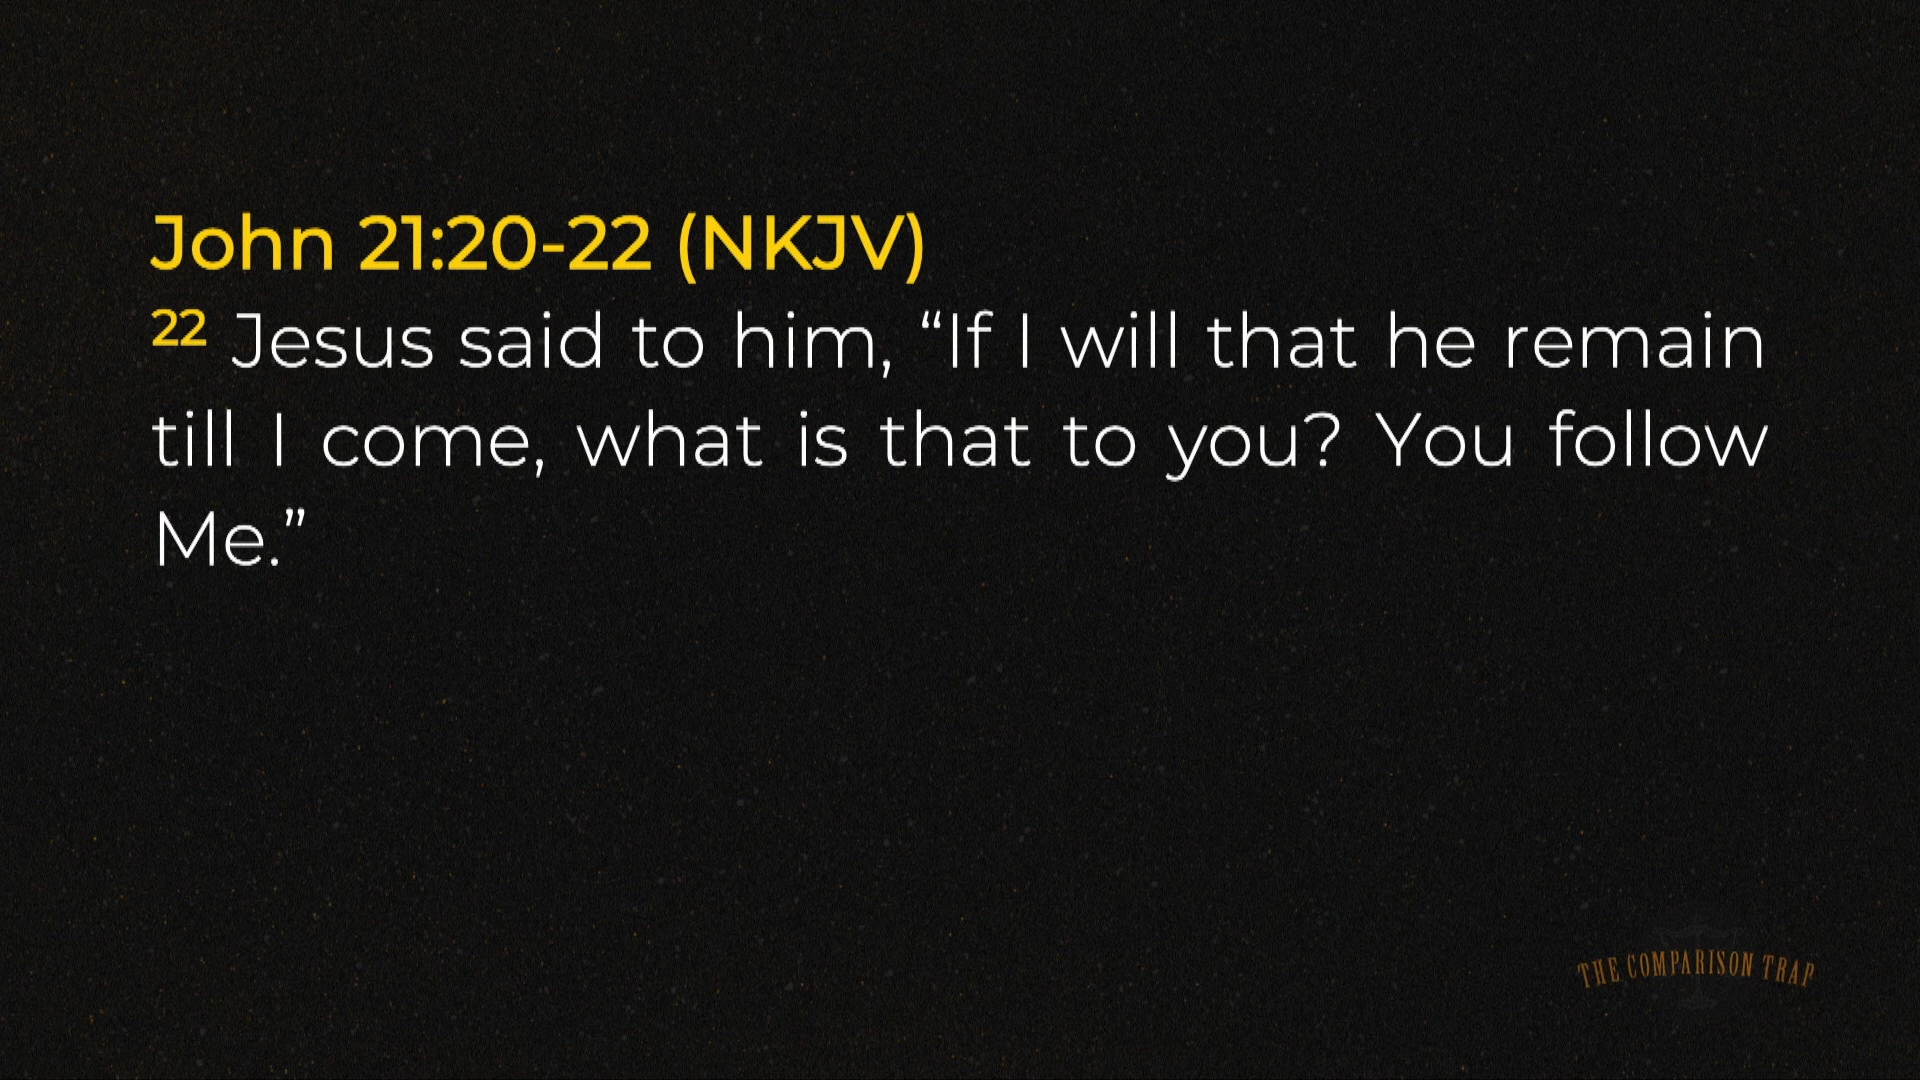 John 21:20-22 (NKJV)
22 Jesus said to him, “If I will that he remain
till I come, what is that to you? You follow
Me.”
THE COMPARISON TRAP